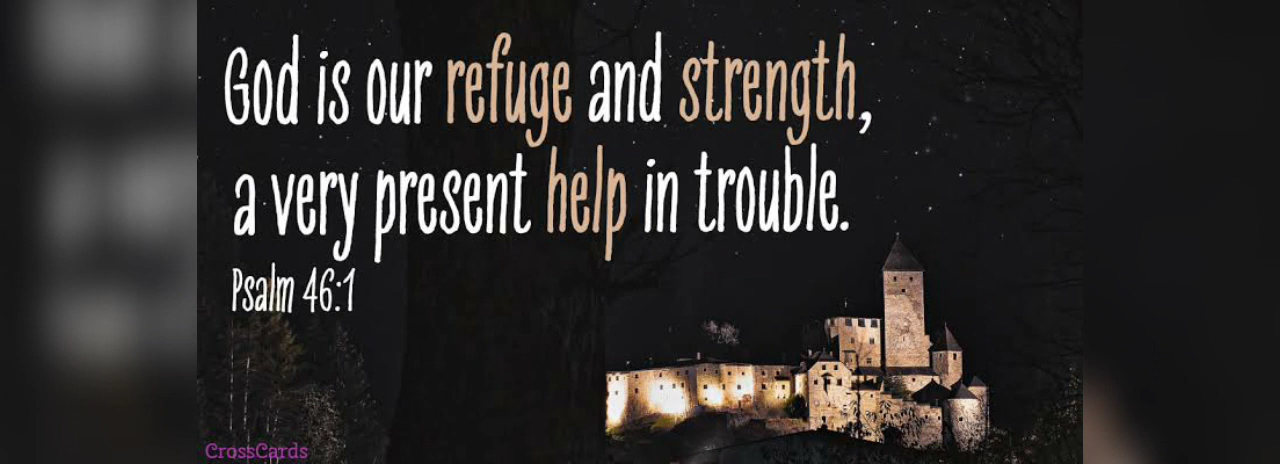 God is our refuge and strength,
a very present help in trouble.
Psalm 46:1
CrossCards